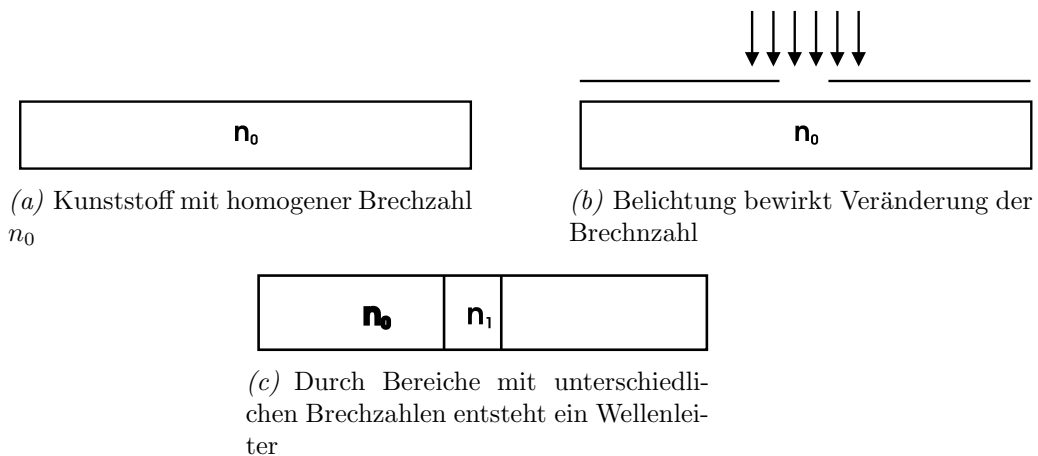 n₀
(a) Kunststoff mit homogener Brechzahl
n₀
n₀
(b) Belichtung bewirkt Veränderung der
Brechnzahl
n₀ n₁
(c) Durch Bereiche mit unterschiedli-
chen Brechzahlen entsteht ein Wellenlei-
ter